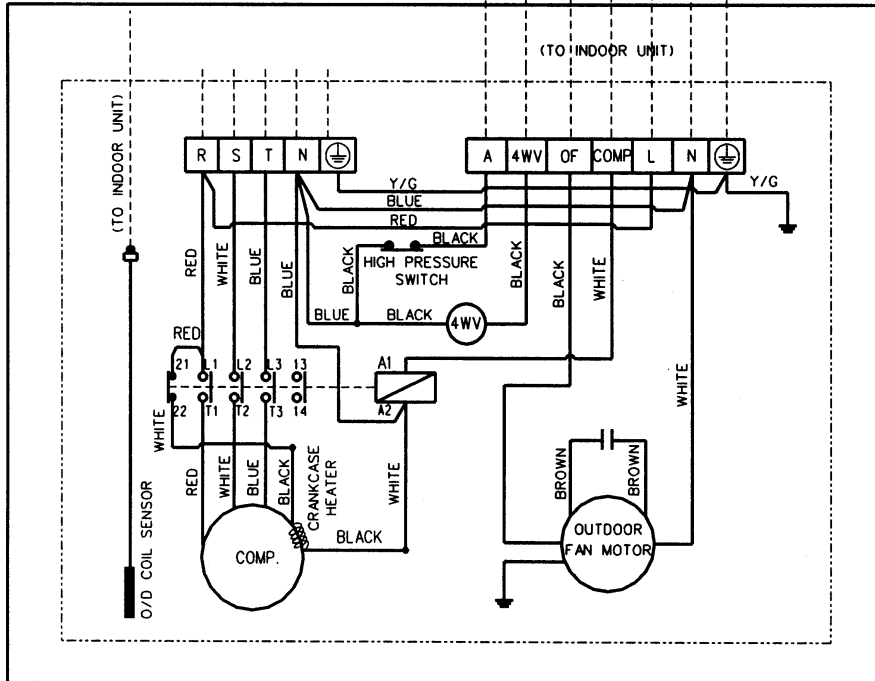 (TO INDOOR UNIT)
(TO INDOOR UNIT)
R S T N
A 4WV OF COMP L N
Y/G
Y/G
BLUE
RED
BLACK
HIGH PRESSURE
SWITCH
RED
WHITE
BLUE
BLUE
BLACK
BLACK
BLACK
WHITE
BLUE
BLACK
4WV
RED
21 L1 L2 L3 13
A1
22 T1 T2 T3 14
A2
WHITE
WHITE
RED
WHITE
BLUE
BLACK
CRANKCASE
HEATER
WHITE
BROWN
BROWN
BLACK
COMP.
OUTDOOR
FAN MOTOR
O/D COIL SENSOR